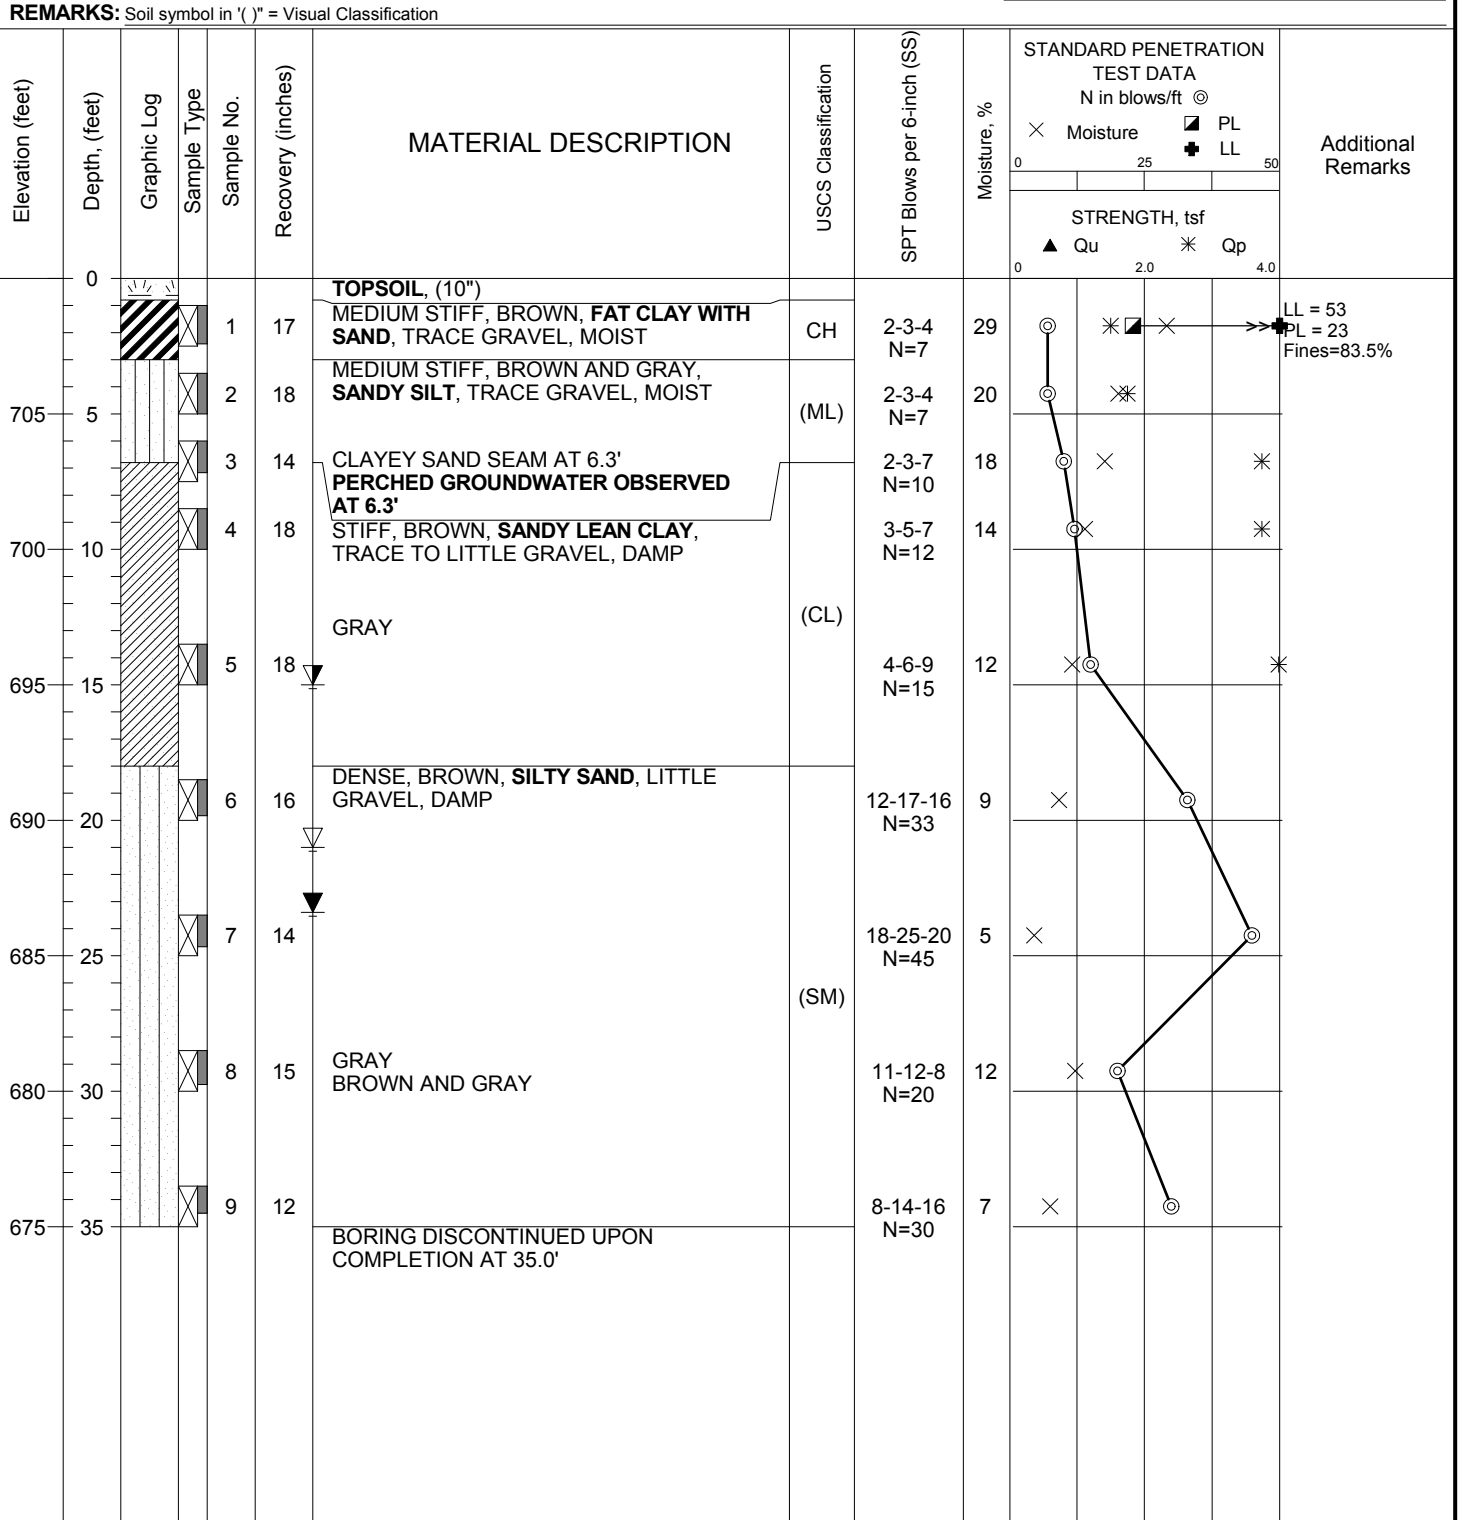 REMARKS: Soil symbol in '( )" = Visual Classification
Elevation (feet)
Depth, (feet)
Graphic Log
Sample Type
Sample No.
Recovery (inches)
MATERIAL DESCRIPTION
USCS Classification
SPT Blows per 6-inch (SS)
Moisture, %
STANDARD PENETRATION
TEST DATA
N in blows/ft
Moisture PL
LL
0 25 50
STRENGTH, tsf
Qu Qp
0 2.0 4.0
Additional
Remarks
0
TOPSOIL, (10")
MEDIUM STIFF, BROWN, FAT CLAY WITH
SAND, TRACE GRAVEL, MOIST
1 17 CH 2-3-4 29
N=7
LL = 53
PL = 23
Fines=83.5%
MEDIUM STIFF, BROWN AND GRAY,
SANDY SILT, TRACE GRAVEL, MOIST
2 18 2-3-4 20
N=7
705 5 (ML)
3 14 CLAYEY SAND SEAM AT 6.3' 2-3-7 18
N=10
PERCHED GROUNDWATER OBSERVED
AT 6.3'
4 18 STIFF, BROWN, SANDY LEAN CLAY, 3-5-7 14
TRACE TO LITTLE GRAVEL, DAMP N=12
700 10
(CL)
GRAY
5 18 4-6-9 12
N=15
695 15
DENSE, BROWN, SILTY SAND, LITTLE
GRAVEL, DAMP
6 16 12-17-16 9
N=33
690 20
7 14 18-25-20 5
N=45
685 25
(SM)
GRAY
8 15 11-12-8 12
BROWN AND GRAY
N=20
680 30
9 12 8-14-16 7
N=30
675 35
BORING DISCONTINUED UPON
COMPLETION AT 35.0'